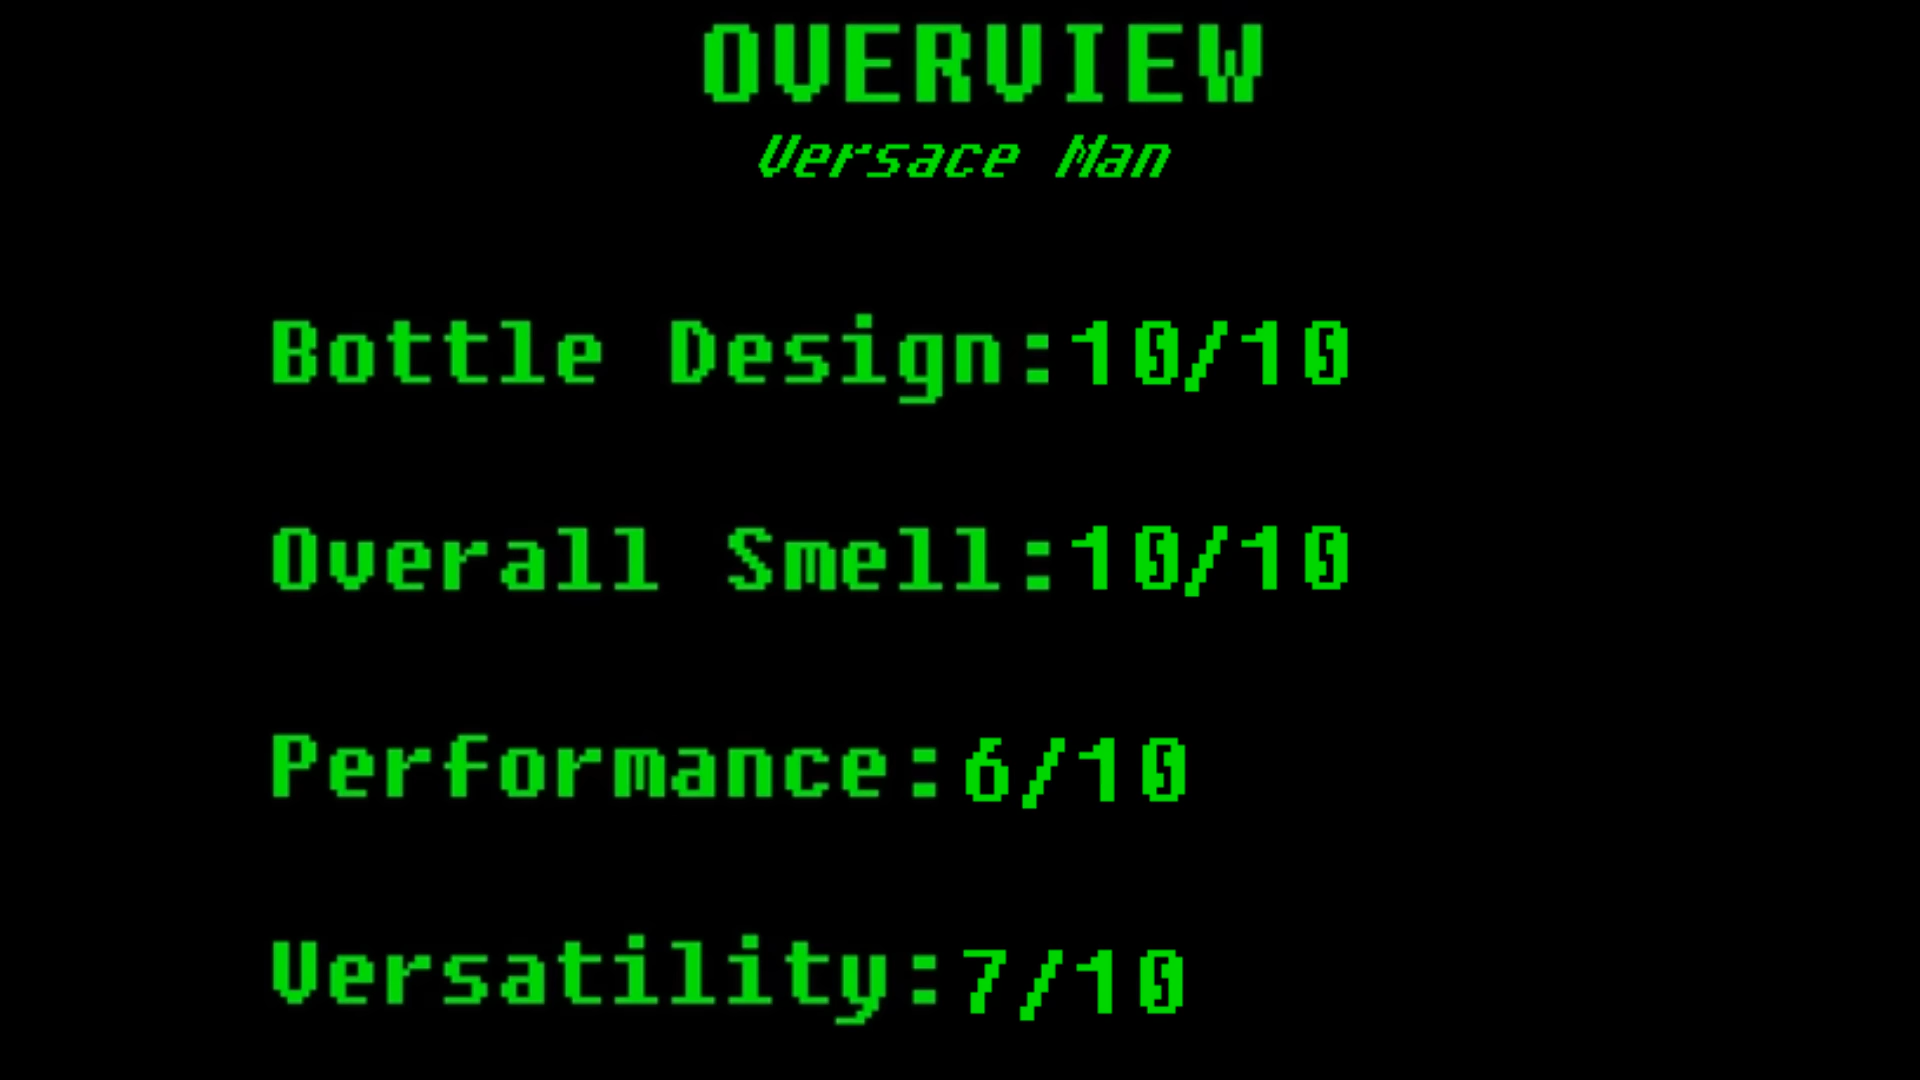 OVERVIEW
Versace Man
Bottle Design:10/10
Overall Smell:10/10
Performance:6/10
Versatility:7/10